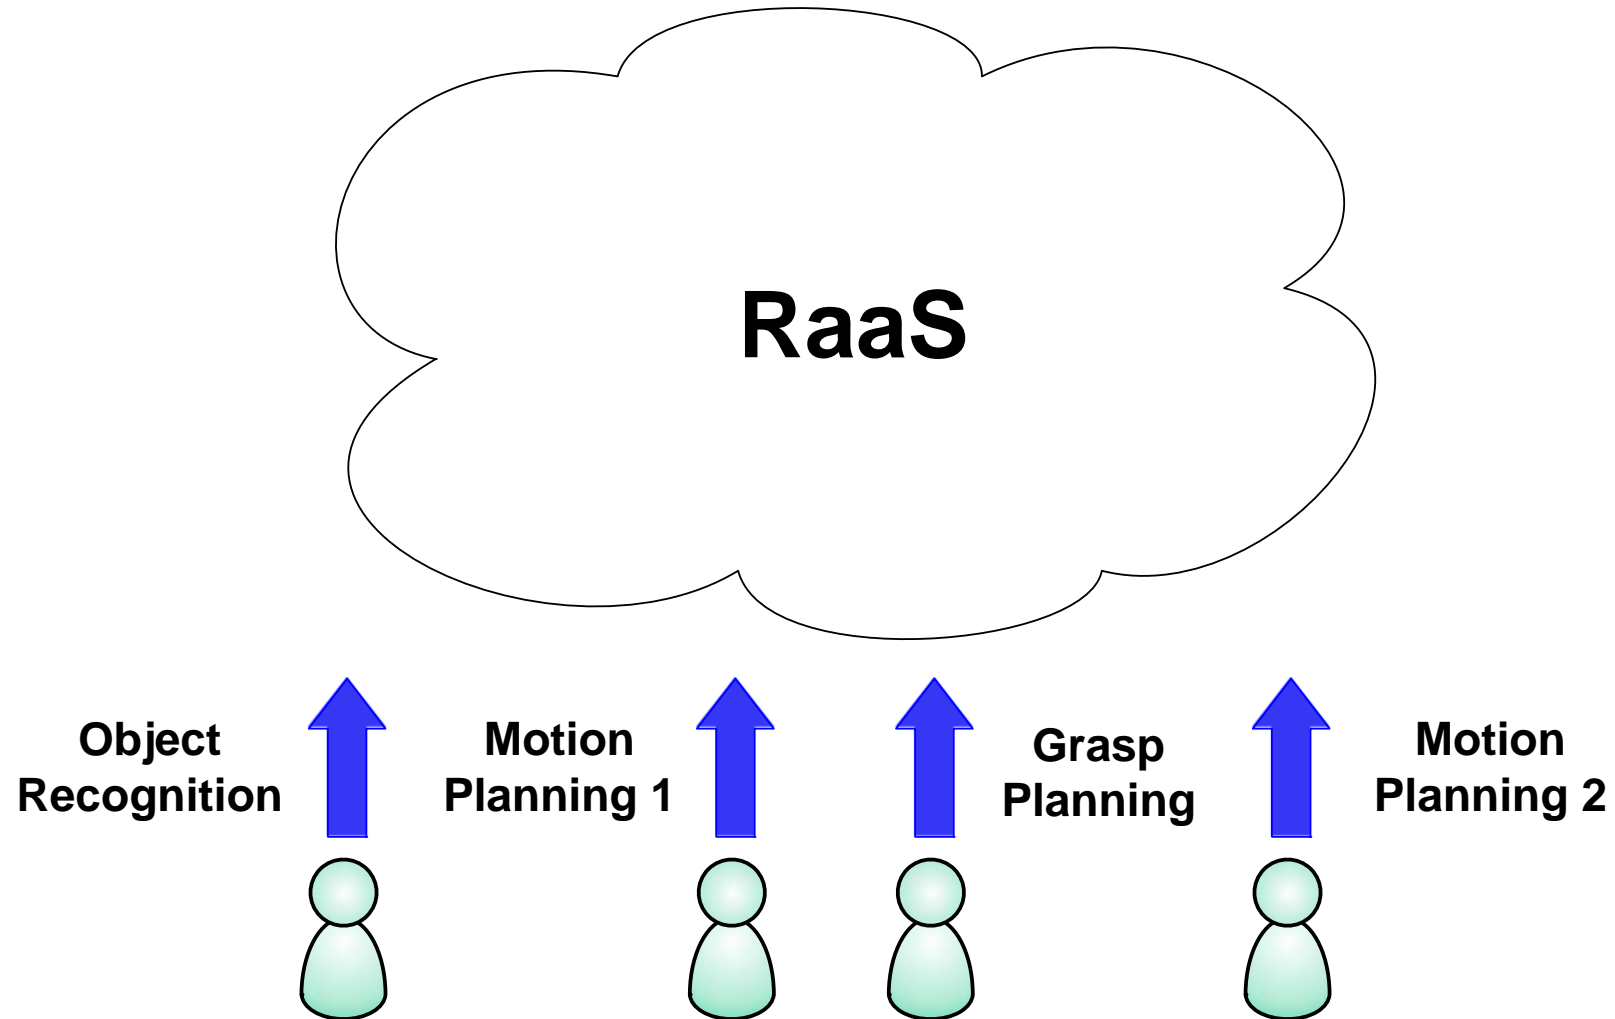 RaaS
Object
Recognition
Motion
Planning 1
Grasp
Planning
Motion
Planning 2